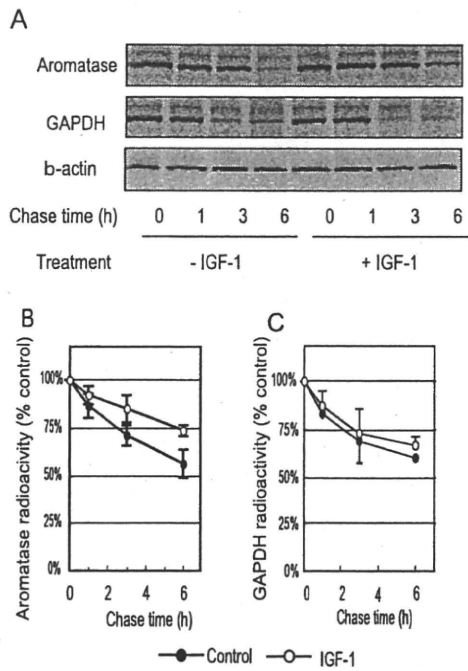 A
Aromatase
GAPDH
b-actin
Chase time (h) 0 1 3 6 0 1 3 6
Treatment - IGF-1 + IGF-1
B
Aromatase radioacivity (% control)
100%
75%
50%
25%
0%
0 2 4 6
Chase time (h)
C
GAPDH radioactivity (% control)
100%
75%
50%
25%
0%
0 2 4 6
Chase time (h)
Control IGF-1